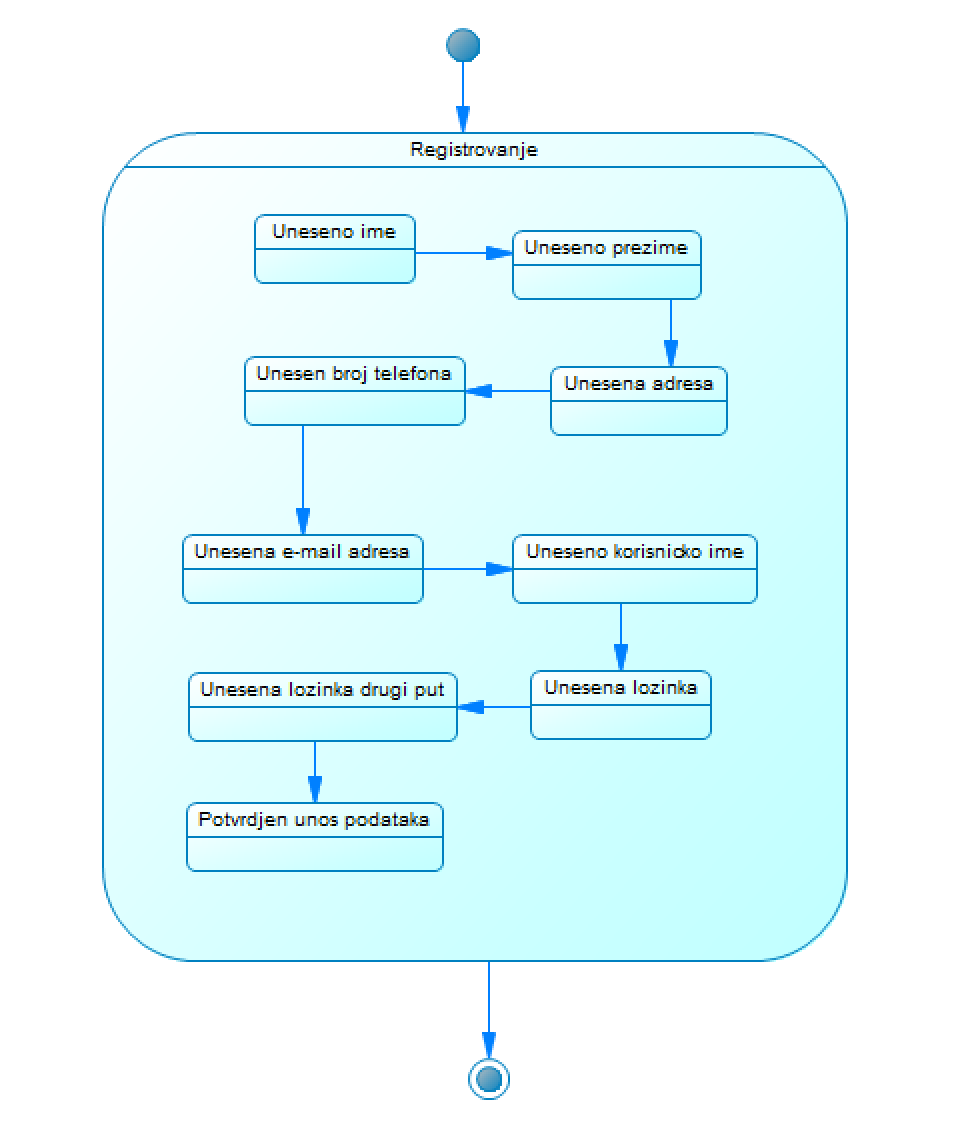 Registrovanje
Uneseno ime
Uneseno prezime
Unesen broj telefona
Unesena adresa
Unesena e-mail adresa
Uneseno korisnicko ime
Unesena lozinka drugi put
Unesena lozinka
Potvrdjen unos podataka